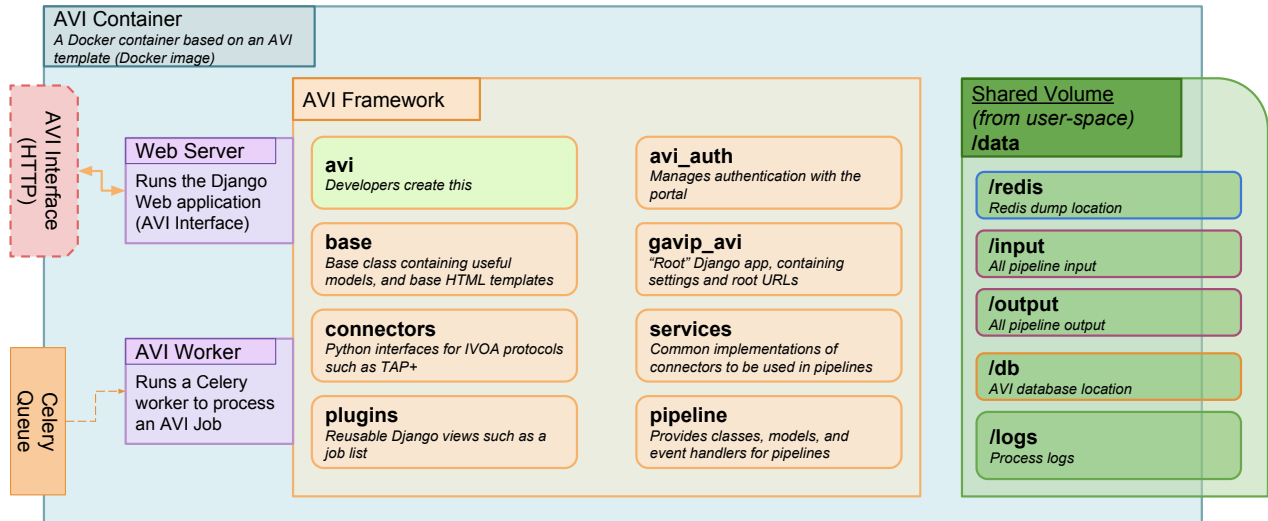 AVI Container
A Docker container based on an AVI
template (Docker image)
AVI Interface
(HTTP)
Web Server
Runs the Django
Web application
(AVI Interface)
Celery
Queue
AVI Worker
Runs a Celery
worker to process
an AVI Job
AVI Framework
avi
Developers create this
avi_auth
Manages authentication with the
portal
base
Base class containing useful
models, and base HTML templates
gavip_avi
“Root” Django app, containing
settings and root URLs
connectors
Python interfaces for IVOA protocols
such as TAP+
services
Common implementations of
connectors to be used in pipelines
plugins
Reusable Django views such as a
job list
pipeline
Provides classes, models, and
event handlers for pipelines
Shared Volume
(from user-space)
/data
/redis
Redis dump location
/input
All pipeline input
/output
All pipeline output
/db
AVI database location
/logs
Process logs